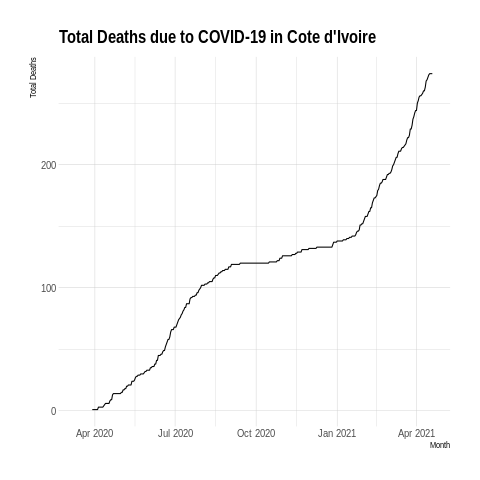 Total Deaths due to COVID-19 in Cote d'Ivoire
Total Deaths
200
100
0
Apr 2020 Jul 2020 Oct 2020 Jan 2021 Apr 2021
Month